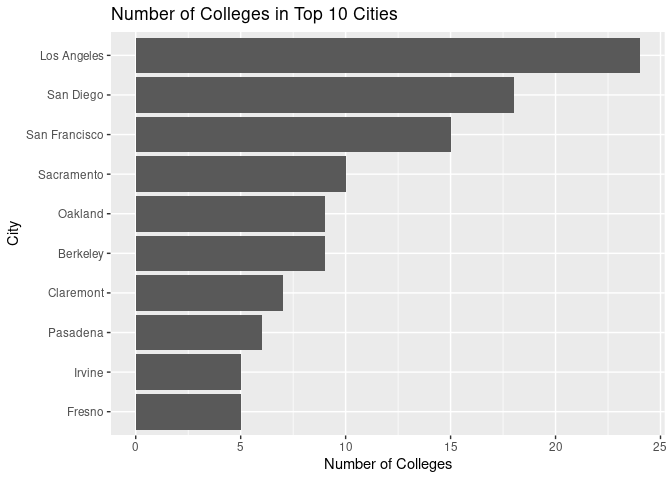 Number of Colleges in Top 10 Cities
City
Los Angeles
San Diego
San Francisco
Sacramento
Oakland
Berkeley
Claremont
Pasadena
Irvine
Fresno
0 5 10 15 20 25
Number of Colleges